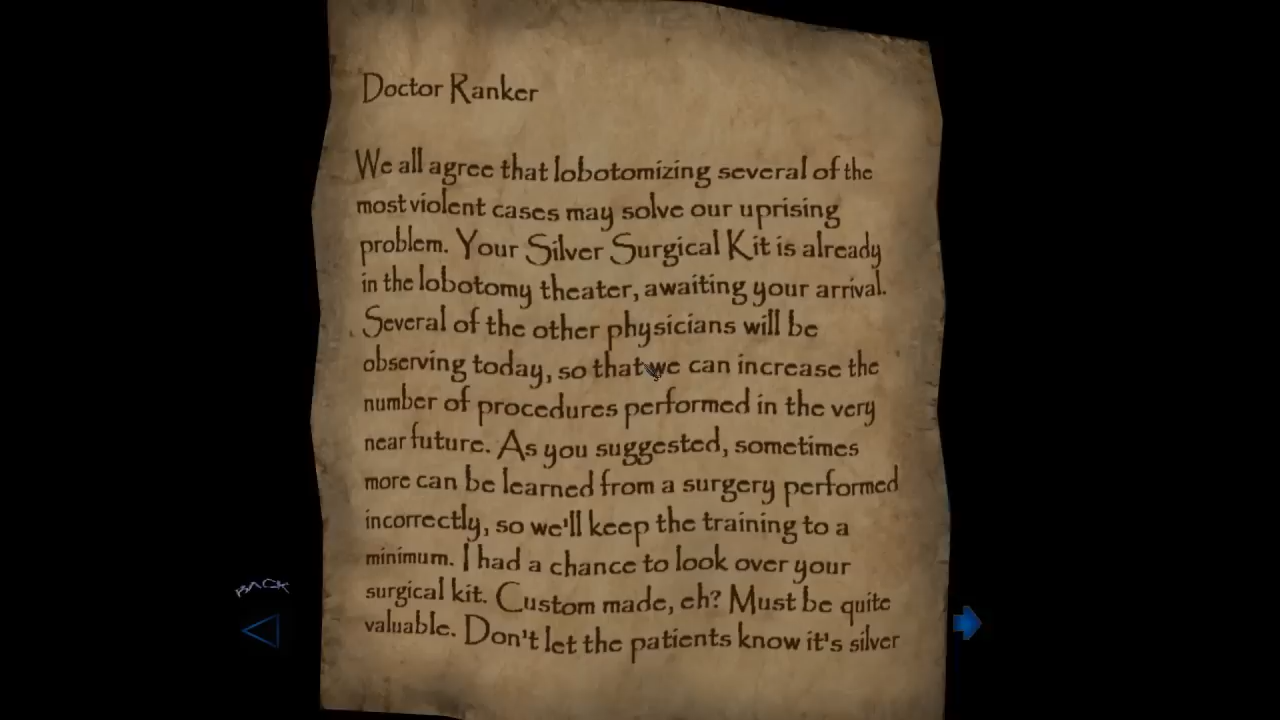 Doctor Ranker
We all agree that lobotomizing several of the
most violent cases may solve our uprising
problem. Your Silver Surgical Kit is already
in the lobotomy theater, awaiting your arrival.
Several of the other physicians will be
observing today, so that we can increase the
number of procedures performed in the very
near future. As you suggested, sometimes
more can be learned from a surgery performed
incorrectly, so we'll keep the training to a
minimum. I had a chance to look over your
surgical kit. Custom made, eh? Must be quite
valuable. Don't let the patients know it's silver
BACK